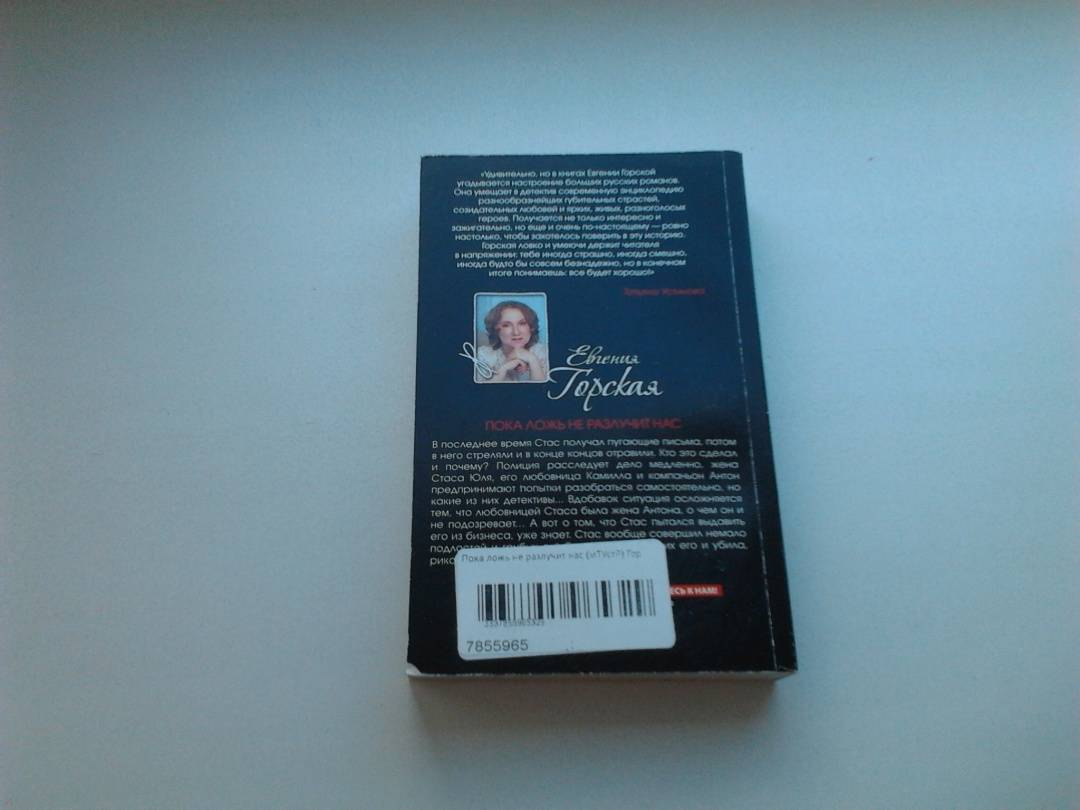 «Удивительно, но в книгах Евгении Горской
угадывается настроение больших русских романов.
Она умещает в детектив современную энциклопедию
разнообразнейших губительных страстей,
созидательных любовей и ярких, живых, разноголосых
героев. Получается не только интересно и
зажигательно, но еще и очень по-настоящему — ровно
настолько, чтобы захотелось поверить в эту историю.
Горская ловко и умеючи держит читателя
в напряжении: тебе иногда страшно, иногда смешно,
иногда будто бы совсем безнадежно, но в конечном
итоге понимаешь: все будет хорошо!»
Татьяна Устинова
Евгения
Горская
ПОКА ЛОЖЬ НЕ РАЗЛУЧИТ НАС
В последнее время Стас получал пугающие письма, потом
в него стреляли и в конце концов отравили. Кто это сделал
и почему? Полиция расследует дело медленно, жена
Стаса Юля, его любовница Камилла и компаньон Антон
предпринимают попытки разобраться самостоятельно, но
какие из них детективы... Вдобавок ситуация осложняется
тем, что любовницей Стаса была жена Антона, о чем он и
не подозревает... А вот о том, что Стас пытался выдавить
его из бизнеса, уже знает. Стас вообще совершил немало
подлостей и его и убила,
Пока ложь не разлучит нас (мТУстР) Гор
К НАМ!
7855965